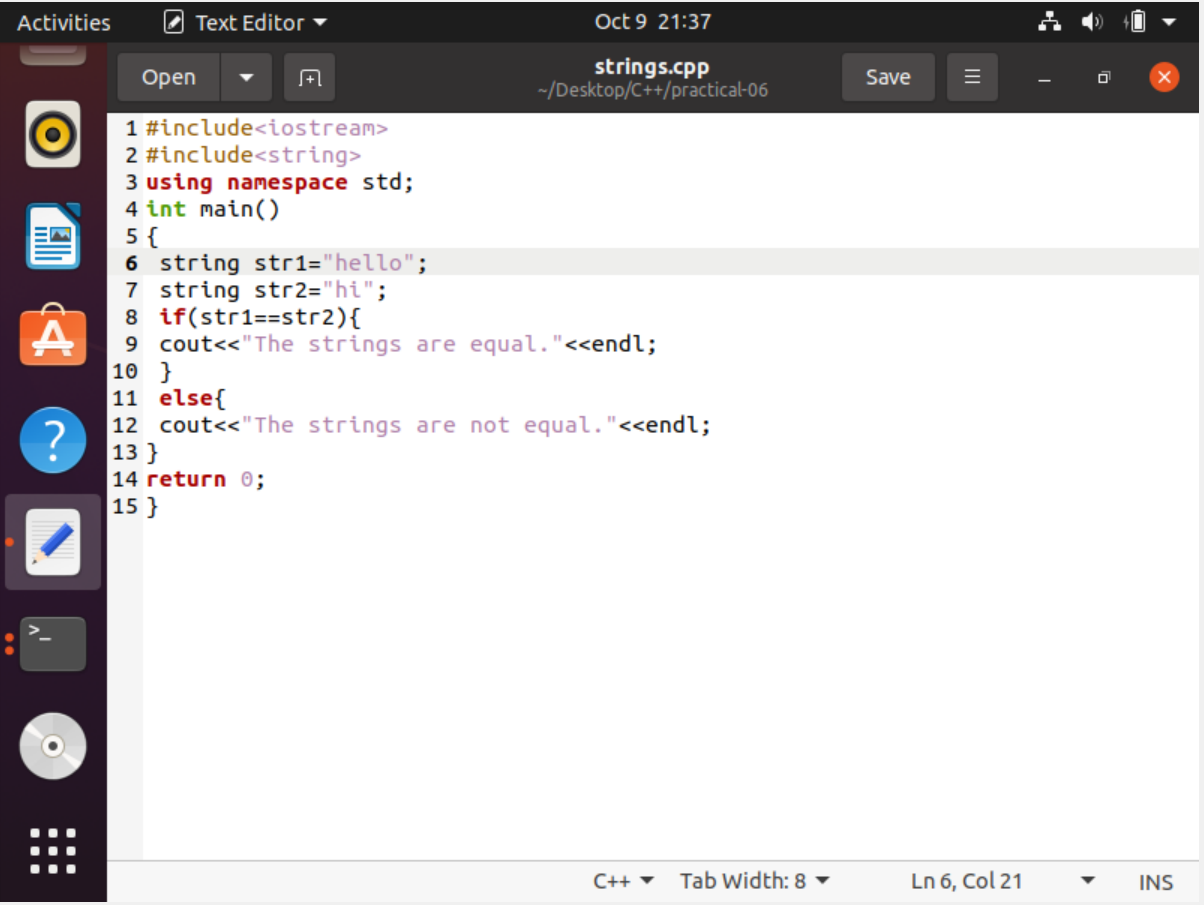 Activities Text Editor Oct 9 21:37
Open strings.cpp Save
~/Desktop/C++/practical-06
1 #include<iostream>
2 #include<string>
3 using namespace std;
4 int main()
5 {
6  string str1="hello";
7  string str2="hi";
8  if(str1==str2){
9  cout<<"The strings are equal."<<endl;
10  }
11  else{
12  cout<<"The strings are not equal."<<endl;
13 }
14 return 0;
15 }
C++ Tab Width: 8 Ln 6, Col 21 INS